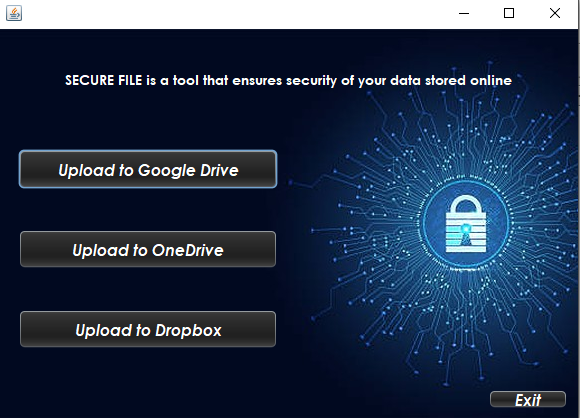 SECURE FILE is a tool that ensures security of your data stored online
Upload to Google Drive
Upload to OneDrive
Upload to Dropbox
Exit